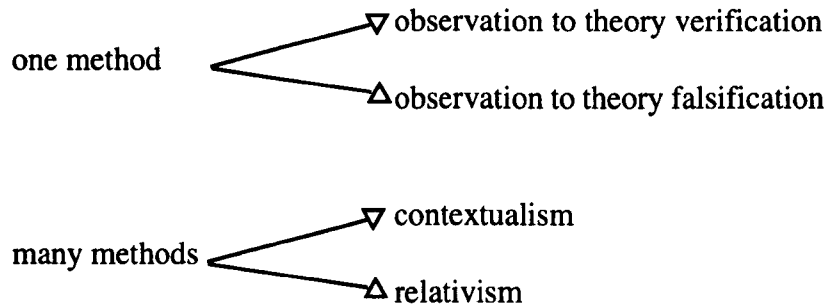 observation to theory verification
one method
observation to theory falsification
contextualism
many methods
relativism